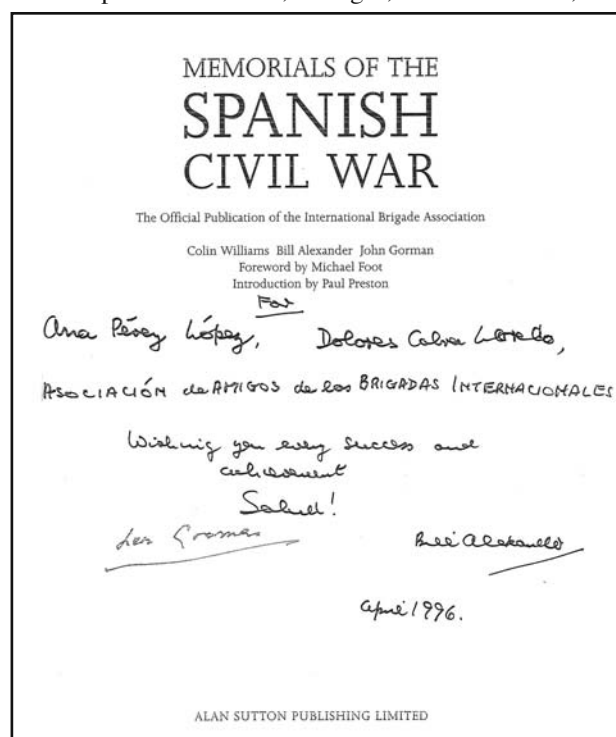 MEMORIALS OF THE
SPANISH
CIVIL WAR
The Official Publication of the International Brigade Association
Colin Williams Bill Alexander John Gorman
Foreword by Michael Foot
Introduction by Paul Preston
For
Ana Pérez López, Dolores Cabra Loredo,
ASOCIACIÓN de AMIGOS de las BRIGADAS INTERNACIONALES
Wishing you every success and
achievement
Salud!
Bill Alexander
April 1996.
ALAN SUTTON PUBLISHING LIMITED